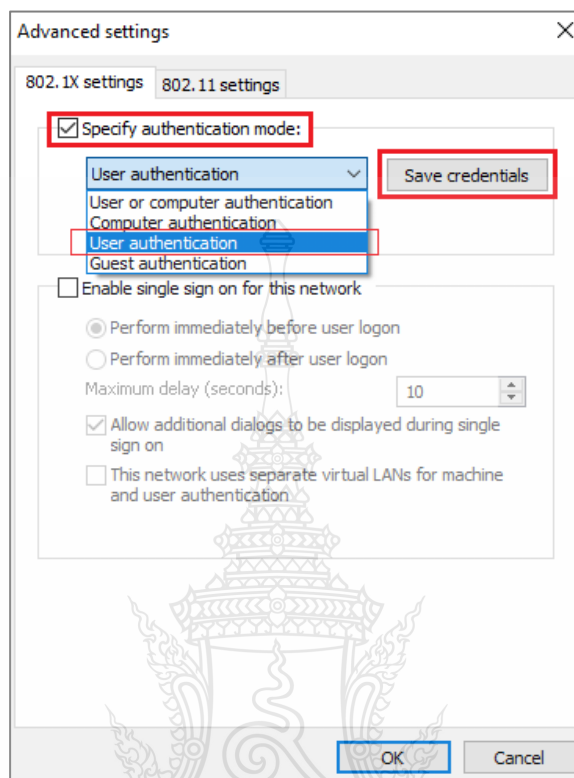 Advanced settings
802.1X settings
802.11 settings
Specify authentication mode:
User authentication
Save credentials
User or computer authentication
Computer authentication
User authentication
Guest authentication
Enable single sign on for this network
Perform immediately before user logon
Perform immediately after user logon
Maximum delay (seconds):
10
Allow additional dialogs to be displayed during single
sign on
This network uses separate virtual LANs for machine
and user authentication
OK
Cancel